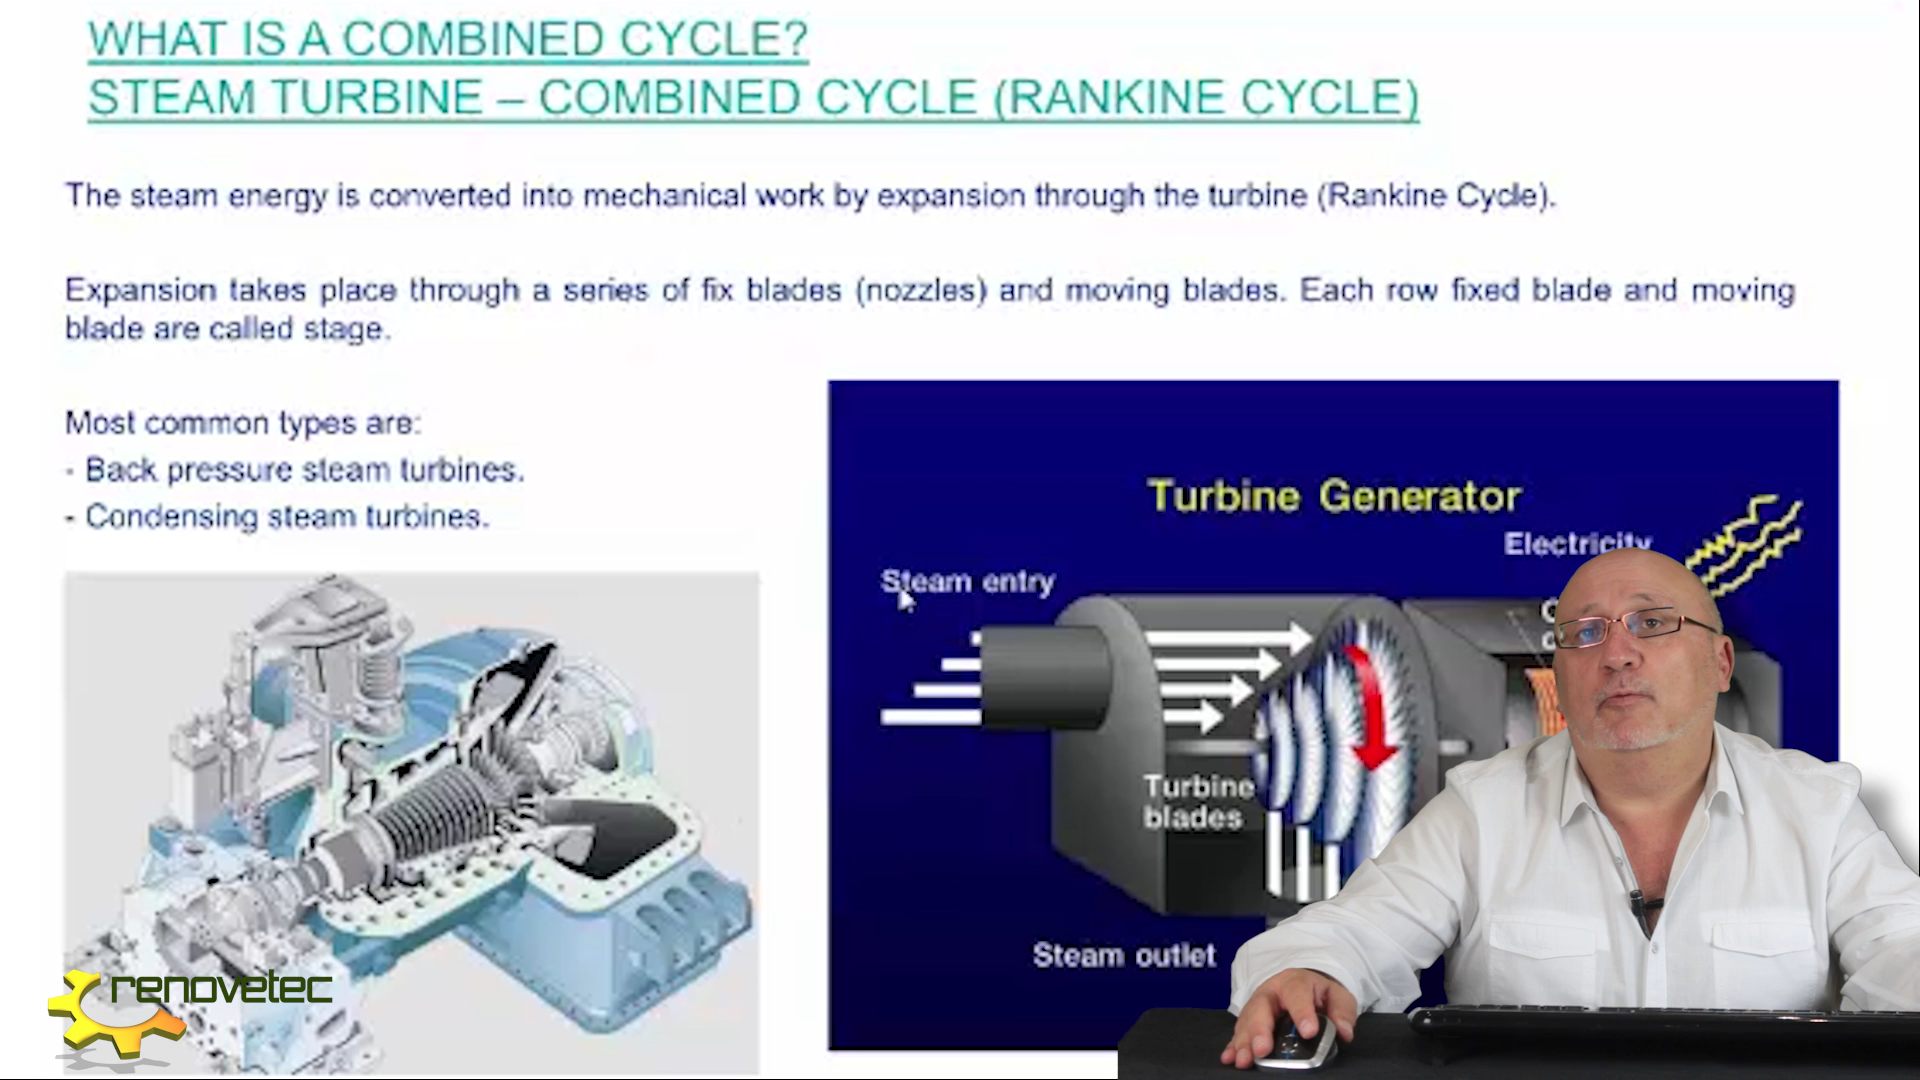 WHAT IS A COMBINED CYCLE?
STEAM TURBINE – COMBINED CYCLE (RANKINE CYCLE)
The steam energy is converted into mechanical work by expansion through the turbine (Rankine Cycle).
Expansion takes place through a series of fix blades (nozzles) and moving blades. Each row fixed blade and moving
blade are called stage.
Most common types are:
- Back pressure steam turbines.
- Condensing steam turbines.
Turbine Generator
Electricity
Steam entry
Turbine
blades
Steam outlet
renovetec